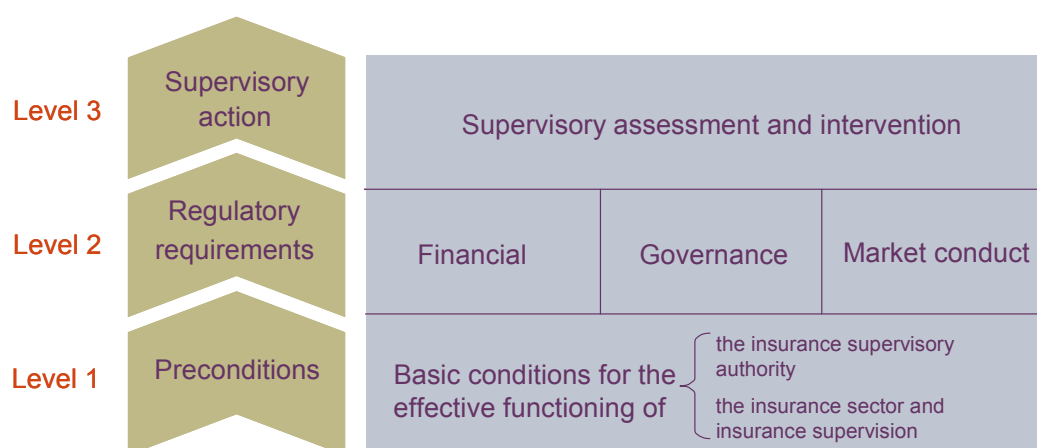 Level 3
Supervisory
action
Supervisory assessment and intervention
Level 2
Regulatory
requirements
Financial
Governance
Market conduct
Level 1
Preconditions
Basic conditions for the
effective functioning of
the insurance supervisory
authority
the insurance sector and
insurance supervision